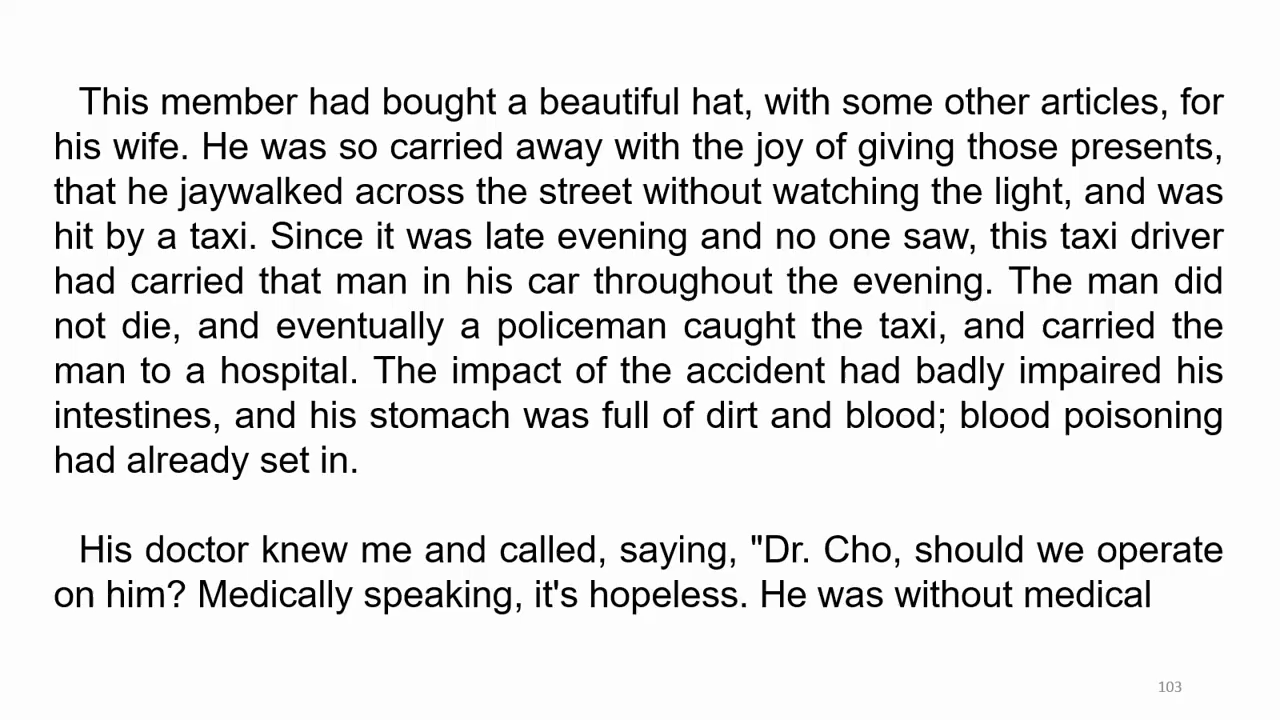 This member had bought a beautiful hat, with some other articles, for
his wife. He was so carried away with the joy of giving those presents,
that he jaywalked across the street without watching the light, and was
hit by a taxi. Since it was late evening and no one saw, this taxi driver
had carried that man in his car throughout the evening. The man did
not die, and eventually a policeman caught the taxi, and carried the
man to a hospital. The impact of the accident had badly impaired his
intestines, and his stomach was full of dirt and blood; blood poisoning
had already set in.
His doctor knew me and called, saying, "Dr. Cho, should we operate
on him? Medically speaking, it's hopeless. He was without medical
103